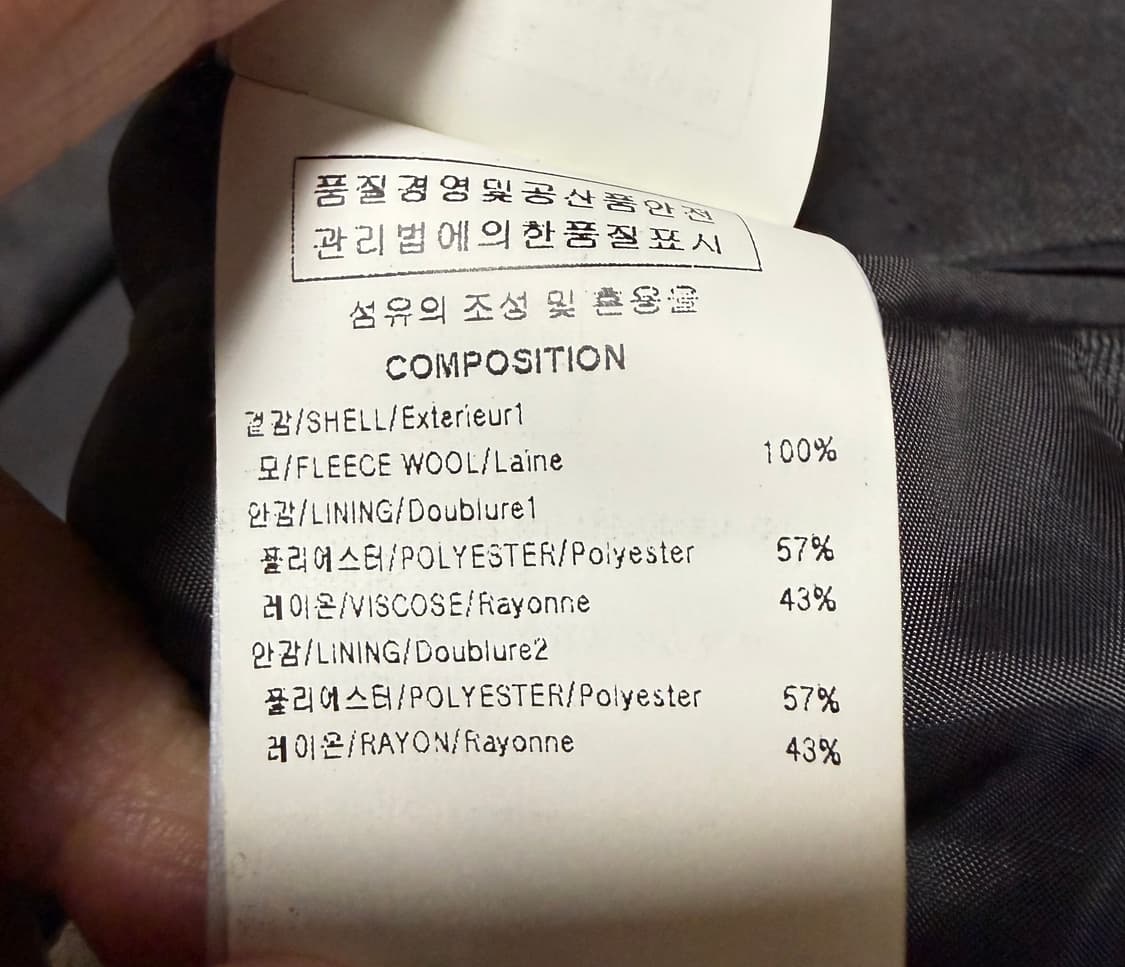 품질경영및공산품안전
관리법에의한품질표시
섬유의 조성 및 혼용율
COMPOSITION
겉감/SHELL/Exterieur1
모/FLEECE WOOL/Laine 100%
안감/LINING/Doublure1
폴리에스터/POLYESTER/Polyester 57%
레이온/VISCOSE/Rayonne 43%
안감/LINING/Doublure2
폴리에스터/POLYESTER/Polyester 57%
레이온/RAYON/Rayonne 43%